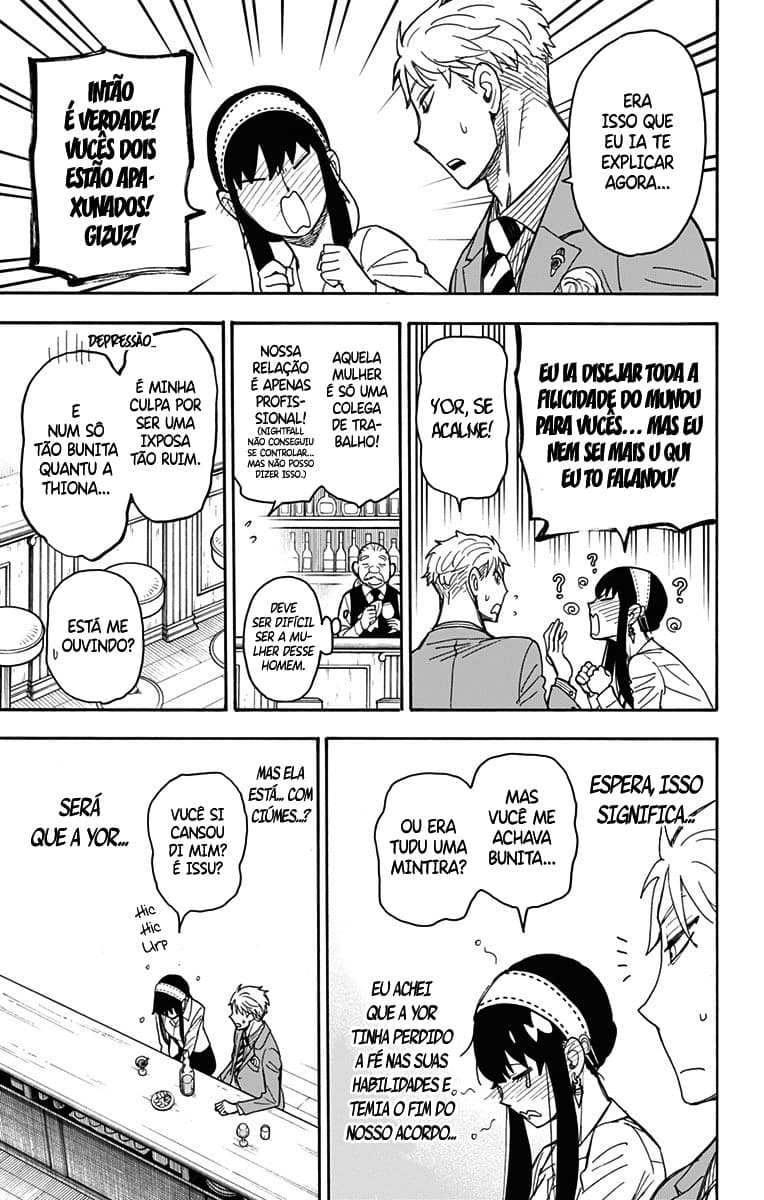 ERA
ISSO QUE
EU IA TE
EXPLICAR
AGORA...
INTÃO
É VERDADE!
VUCÊS DOIS
ESTÃO APA-
XUNADOS!
GIZUZ!
EU IA DISEJAR TODA A
FILICIDADE DO MUNDU
PARA VUCÊS... MAS EU
NEM SEI MAIS U QUI
EU TO FALANDU!
YOR, SE
ACALME!
? ? ? ?
AQUELA
MULHER
É SÓ UMA
COLEGA
DE TRA-
BALHO!
NOSSA
RELAÇÃO
É APENAS
PROFIS-
SIONAL!
(NIGHTFALL
NÃO CONSEGUIU
SE CONTROLAR...
MAS NÃO POSSO
DIZER ISSO.)
DEVE
SER DIFÍCIL
SER A MU-
LHER DESSE
HOMEM.
DEPRESSÃO...
É MINHA
CULPA POR
SER UMA
IXPOSA
TÃO RUIM.
E
NUM SÔ
TÃO BUNITA
QUANTU A
THIONA...
ESTÁ ME
OUVINDO?
ESPERA, ISSO
SIGNIFICA...
MAS
VUCÊ ME
ACHAVA
BUNITA...
OU ERA
TUDU UMA
MINTIRA?
EU ACHEI
QUE A YOR
TINHA PERDIDO
A FÉ NAS SUAS
HABILIDADES E
TEMIA O FIM DO
NOSSO ACORDO...
MAS ELA
ESTÁ... COM
CIÚMES...?
VUCÊ SI
CANSOU
DI MIM?
É ISSU?
HIC
HIC
URP
SERÁ
QUE A YOR...